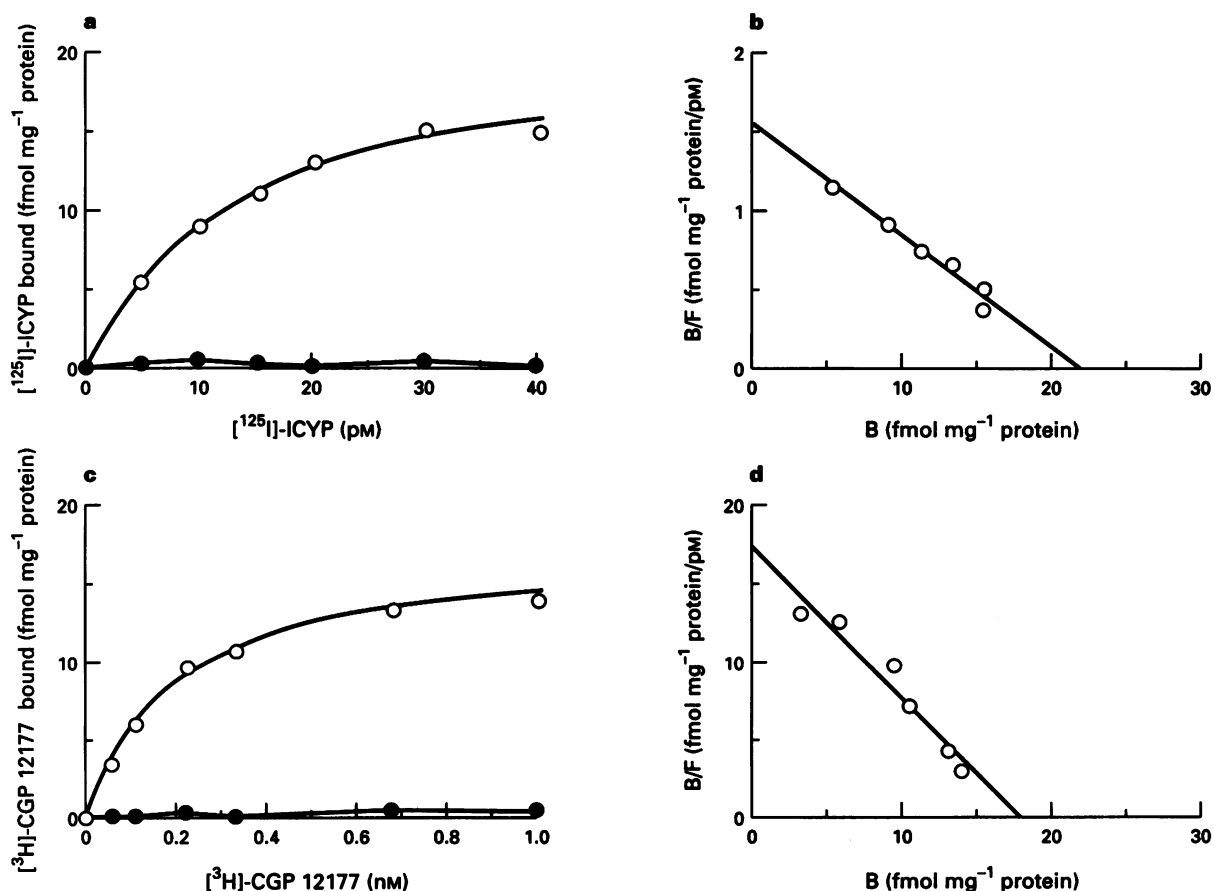 a
[¹²⁵I]-ICYP bound (fmol mg⁻¹ protein)
20
10
0
0 10 20 30 40
[¹²⁵I]-ICYP (pM)
b
B/F (fmol mg⁻¹ protein/pM)
2
1
0
0 10 20 30
B (fmol mg⁻¹ protein)
c
[³H]-CGP 12177 bound (fmol mg⁻¹ protein)
20
10
0
0 0.2 0.4 0.6 0.8 1.0
[³H]-CGP 12177 (nM)
d
B/F (fmol mg⁻¹ protein/pM)
20
10
0
0 10 20 30
B (fmol mg⁻¹ protein)